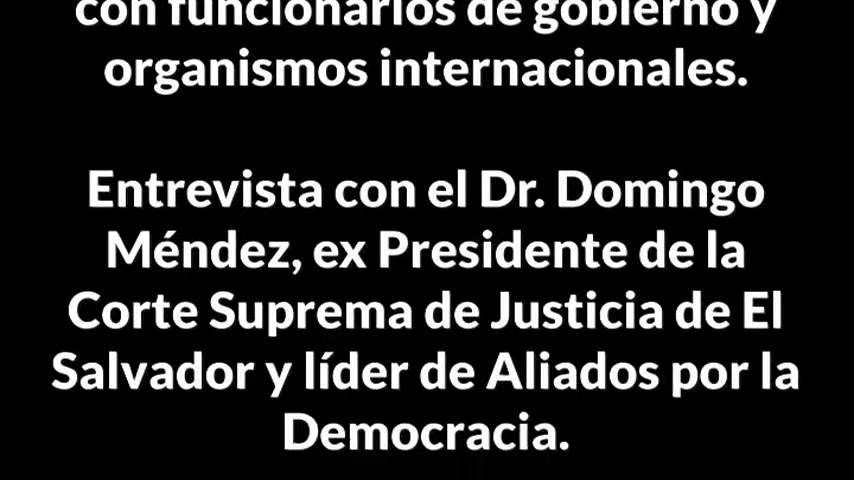 con funcionarios de gobierno y
organismos internacionales.
Entrevista con el Dr. Domingo
Méndez, ex Presidente de la
Corte Suprema de Justicia de El
Salvador y líder de Aliados por la
Democracia.